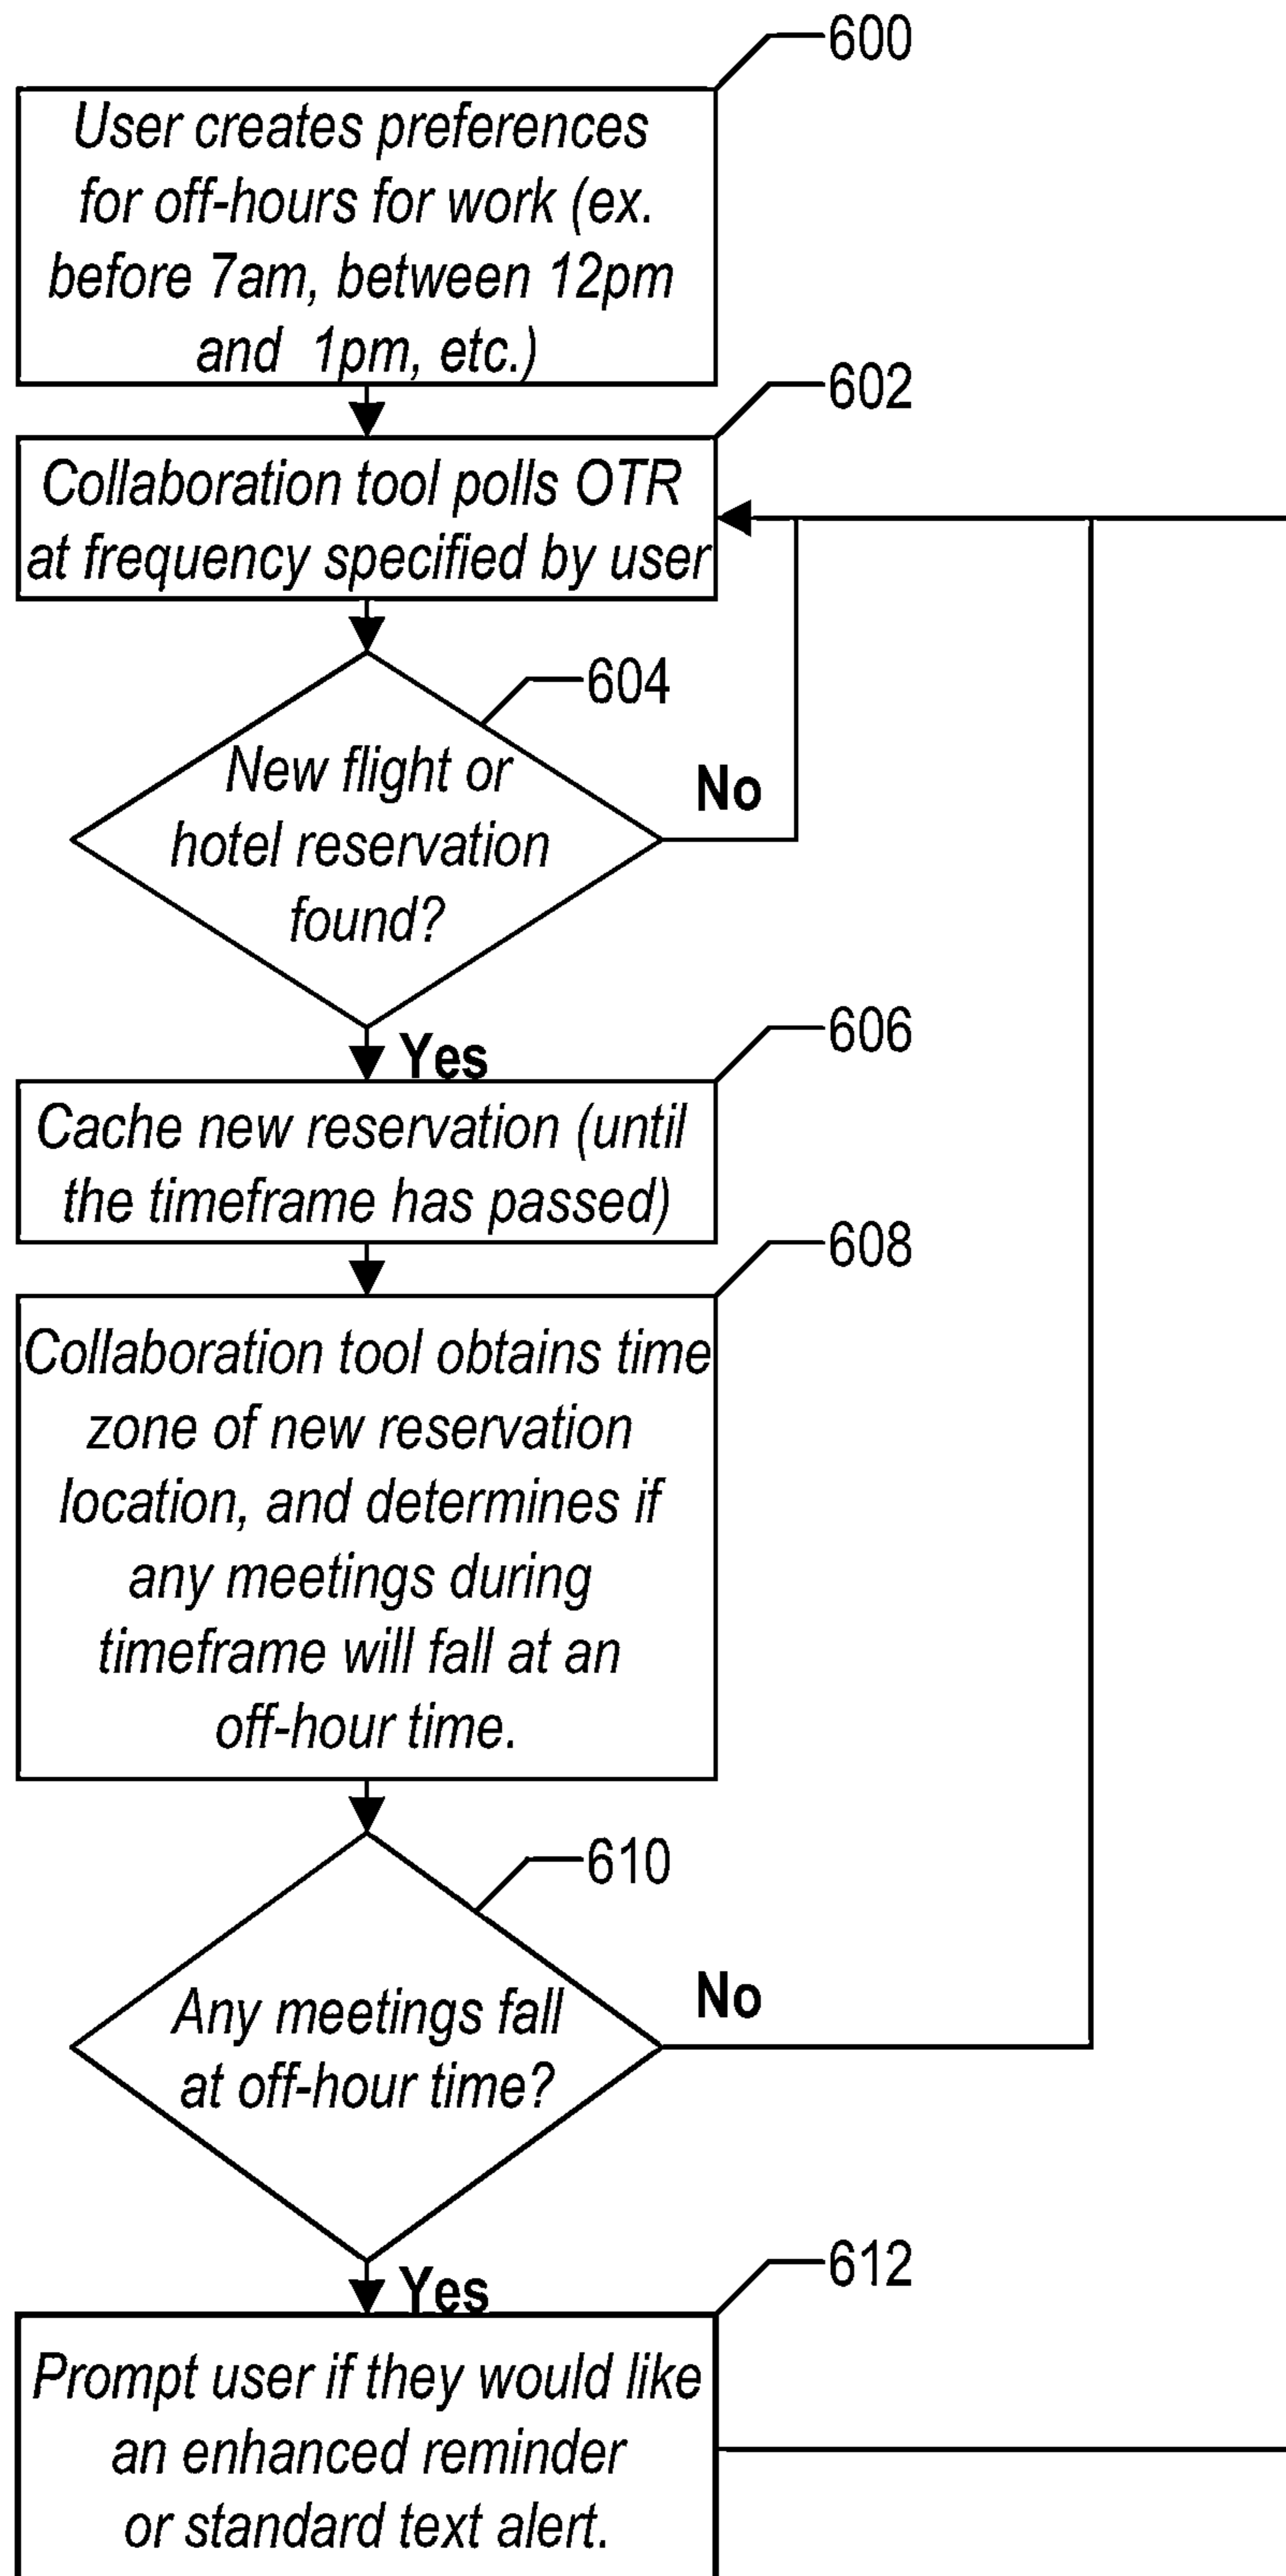 600
User creates preferences
for off-hours for work (ex.
before 7am, between 12pm
and 1pm, etc.)
602
Collaboration tool polls OTR
at frequency specified by user
604
New flight or
hotel reservation
found?
No
Yes
606
Cache new reservation (until
the timeframe has passed)
608
Collaboration tool obtains time
zone of new reservation
location, and determines if
any meetings during
timeframe will fall at an
off-hour time.
610
Any meetings fall
at off-hour time?
No
Yes
612
Prompt user if they would like
an enhanced reminder
or standard text alert.